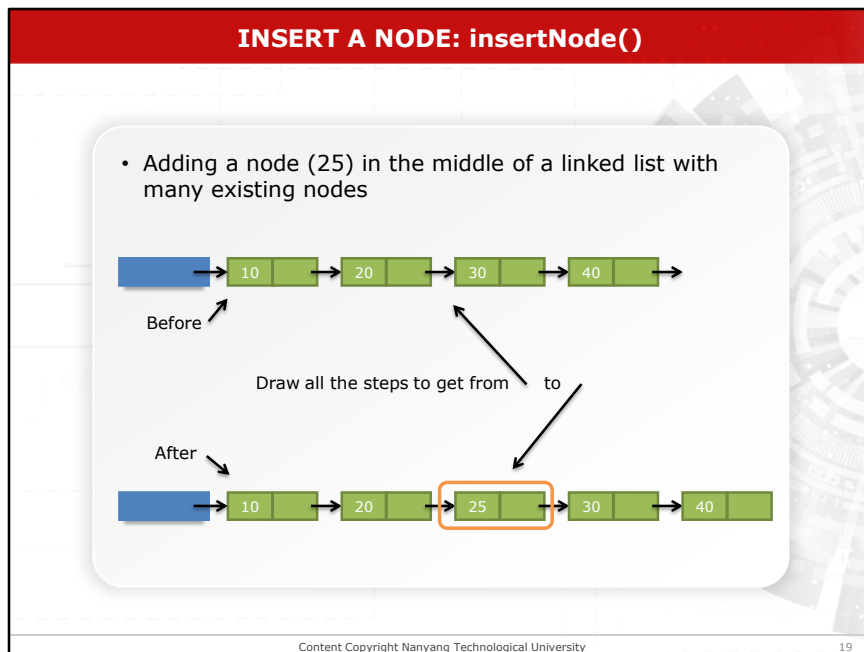 INSERT A NODE: insertNode()
• Adding a node (25) in the middle of a linked list with
many existing nodes
10 20 30 40
Before
Draw all the steps to get from to
After
10 20 25 30 40
Content Copyright Nanyang Technological University 19